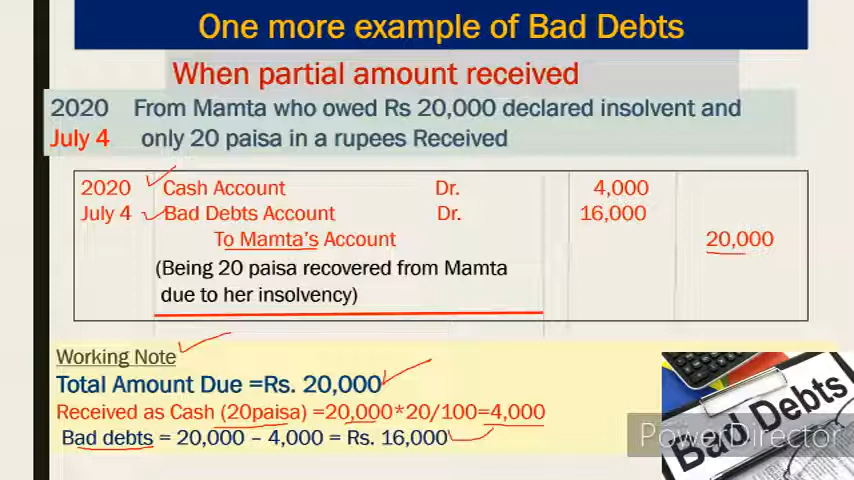 One more example of Bad Debts
When partial amount received
2020 From Mamta who owed Rs 20,000 declared insolvent and
July 4 only 20 paisa in a rupees Received
2020 Cash Account Dr. 4,000
July 4 Bad Debts Account Dr. 16,000
To Mamta's Account 20,000
(Being 20 paisa recovered from Mamta
due to her insolvency)
Working Note
Total Amount Due =Rs. 20,000
Received as Cash (20paisa) =20,000*20/100=4,000
Bad debts = 20,000 – 4,000 = Rs. 16,000
Bad Debts
PowerDirector